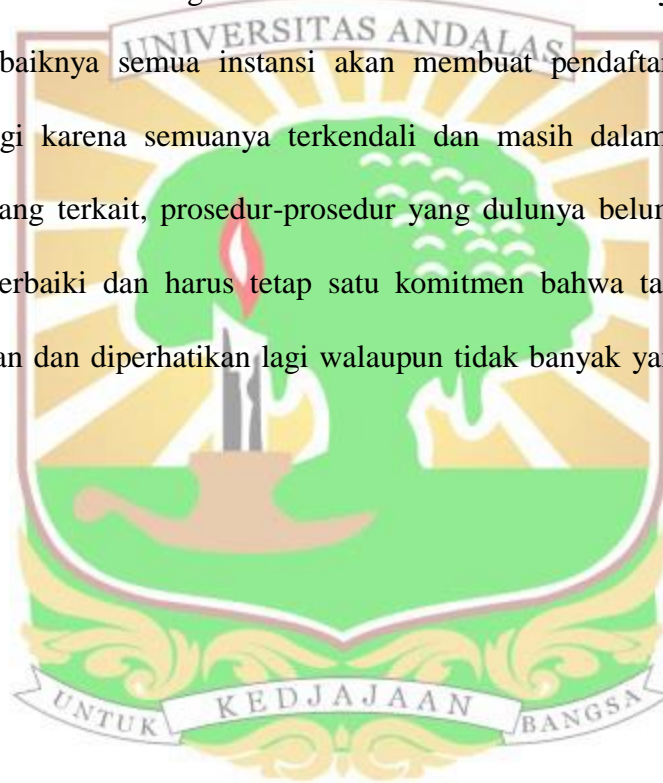 UNIVERSITAS ANDALAS
baiknya semua instansi akan membuat pendaftar
gi karena semuanya terkendali dan masih dalam
ang terkait, prosedur-prosedur yang dulunya belum
erbaiki dan harus tetap satu komitmen bahwa ta
an dan diperhatikan lagi walaupun tidak banyak ya
UNTUK KEDJAJAAN BANGSA